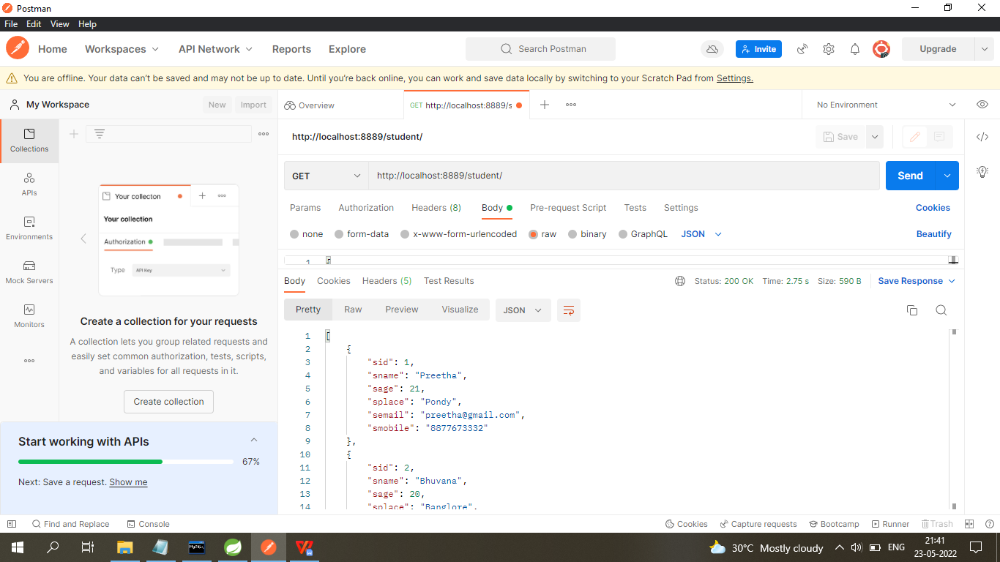 Postman
File Edit View Help
Home Workspaces API Network Reports Explore Search Postman Invite Upgrade
You are offline. Your data can't be saved and may not be up to date. Until you're back online, you can work and save data locally by switching to your Scratch Pad from Settings.
My Workspace New Import Overview GET http://localhost:8889/s No Environment
Collections
APIs
Environments
Mock Servers
Monitors
Your collecton
Your collection
Authorization
Type API Key
Create a collection for your requests
A collection lets you group related requests and
easily set common authorization, tests, scripts,
and variables for all requests in it.
Create collection
Start working with APIs
67%
Next: Save a request. Show me
http://localhost:8889/student/ Save
GET http://localhost:8889/student/ Send
Params Authorization Headers (8) Body Pre-request Script Tests Settings Cookies
none form-data x-www-form-urlencoded raw binary GraphQL JSON Beautify
1 {
Body Cookies Headers (5) Test Results Status: 200 OK Time: 2.75 s Size: 590 B Save Response
Pretty Raw Preview Visualize JSON
1 [
2 {
3 "sid": 1,
4 "sname": "Preetha",
5 "sage": 21,
6 "splace": "Pondy",
7 "semail": "preetha@gmail.com",
8 "smobile": "8877673332"
9 },
10 {
11 "sid": 2,
12 "sname": "Bhuvana",
13 "sage": 20,
14 "splace": "Banglore",
Find and Replace Console Cookies Capture requests Bootcamp Runner Trash
MySQL 30°C Mostly cloudy ENG 21:41
23-05-2022